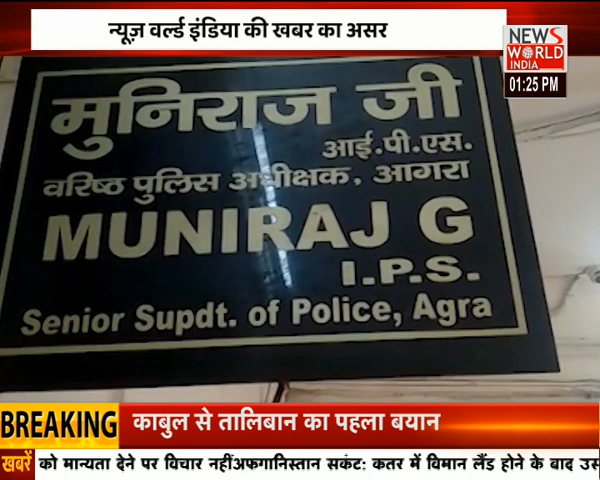 न्यूज़ वर्ल्ड इंडिया की खबर का असर
NEWS
WORLD
INDIA
01:25 PM
मुनिराज जी
आई.पी.एस.
वरिष्ठ पुलिस अधीक्षक, आगरा
MUNIRAJ G
I.P.S.
Senior Supdt. of Police, Agra
BREAKING
काबुल से तालिबान का पहला बयान
खबरें
को मान्यता देने पर विचार नहींअफगानिस्तान सकंट: कतर में विमान लैंड होने के बाद उस